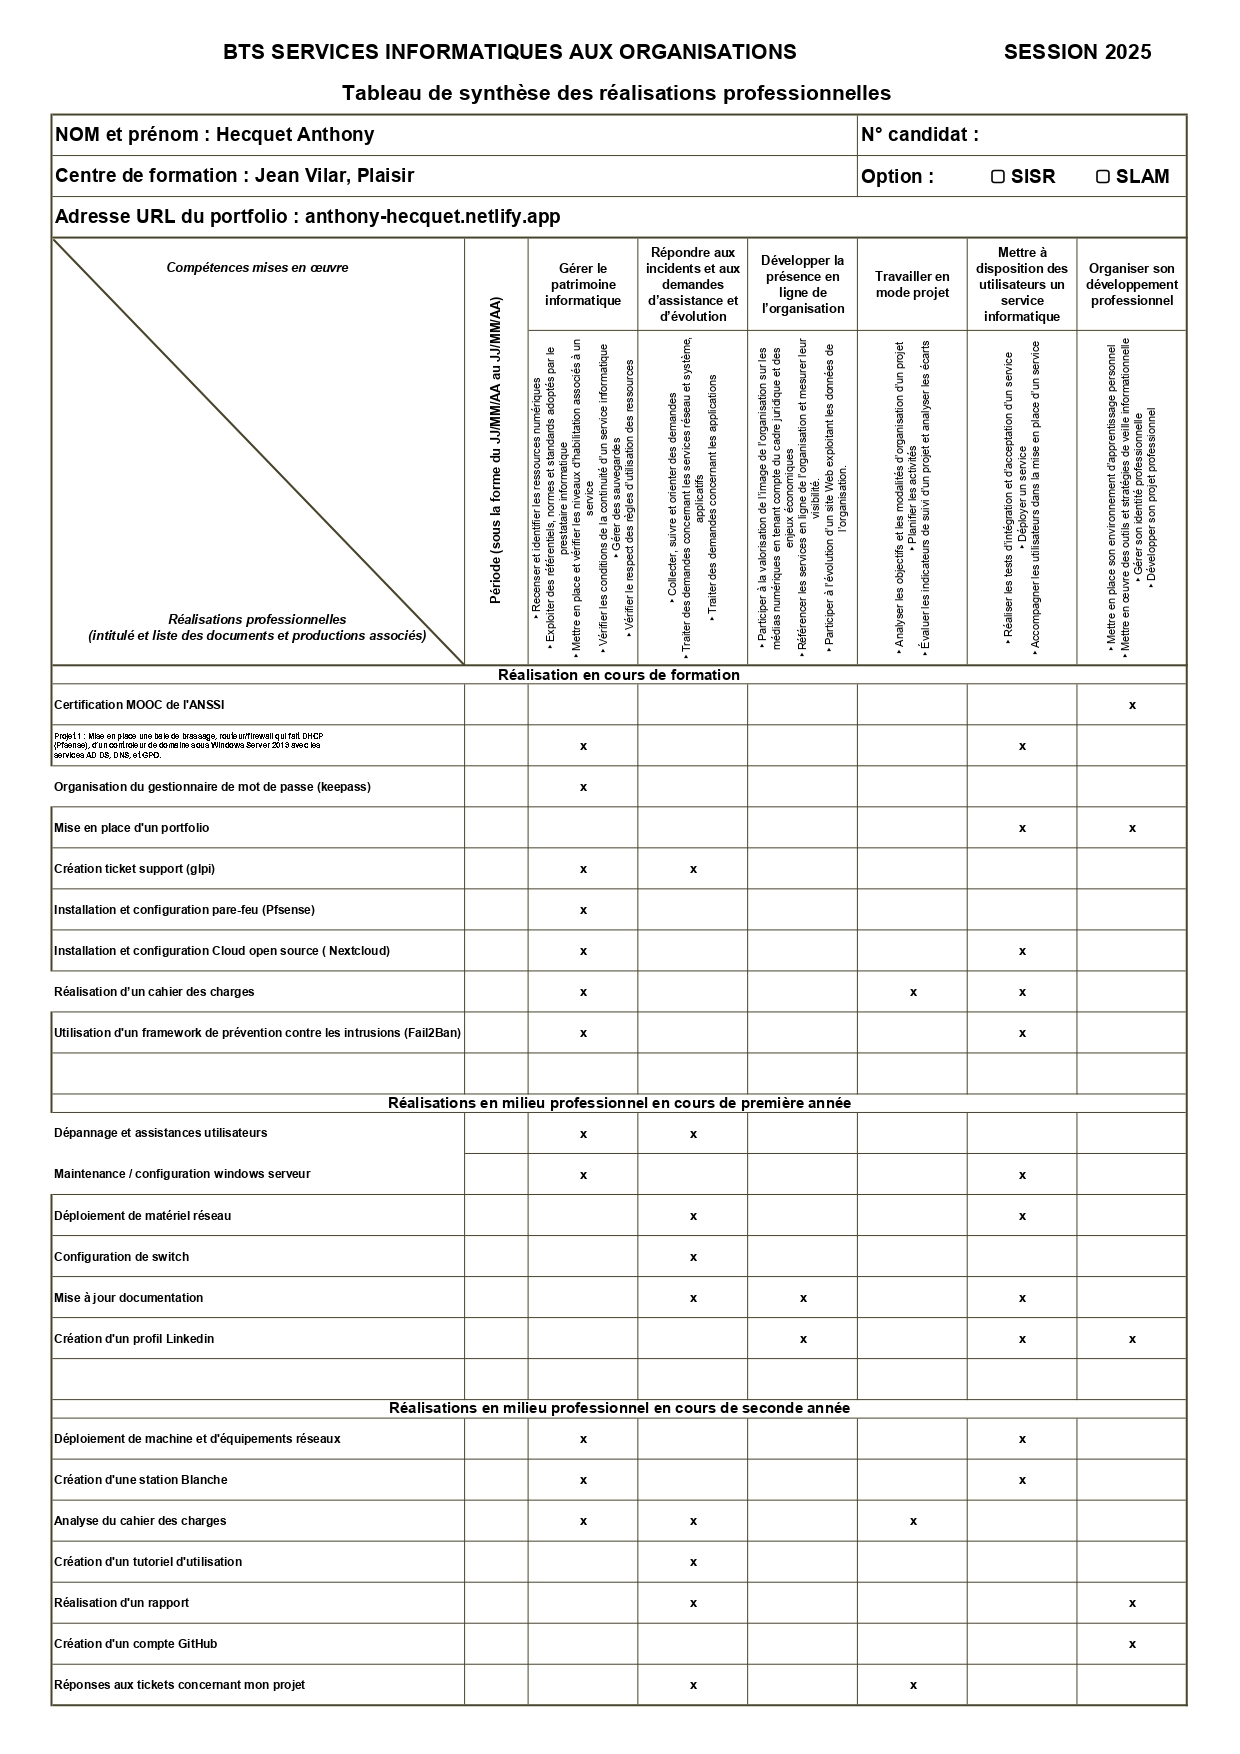 BTS SERVICES INFORMATIQUES AUX ORGANISATIONS SESSION 2025
Tableau de synthèse des réalisations professionnelles
NOM et prénom : Hecquet Anthony N° candidat :
Centre de formation : Jean Vilar, Plaisir Option : ▢ SISR ▢ SLAM
Adresse URL du portfolio : anthony-hecquet.netlify.app
Compétences mises en œuvre
Réalisations professionnelles
(intitulé et liste des documents et productions associés)
Période (sous la forme du JJ/MM/AA au JJ/MM/AA)
Gérer le
patrimoine
informatique
Répondre aux
incidents et aux
demandes
d'assistance et
d'évolution
Développer la
présence en
ligne de
l'organisation
Travailler en
mode projet
Mettre à
disposition des
utilisateurs un
service
informatique
Organiser son
développement
professionnel
‣ Recenser et identifier les ressources numériques
‣ Exploiter des référentiels, normes et standards adoptés par le
prestataire informatique
‣ Mettre en place et vérifier les niveaux d'habilitation associés à un
service
‣ Vérifier les conditions de la continuité d'un service informatique
‣ Gérer des sauvegardes
‣ Vérifier le respect des règles d'utilisation des ressources
‣ Collecter, suivre et orienter des demandes
‣ Traiter des demandes concernant les services réseau et système,
applicatifs
‣ Traiter des demandes concernant les applications
‣ Participer à la valorisation de l'image de l'organisation sur les
médias numériques en tenant compte du cadre juridique et des
enjeux économiques
‣ Référencer les services en ligne de l'organisation et mesurer leur
visibilité.
‣ Participer à l'évolution d'un site Web exploitant les données de
l'organisation.
‣ Analyser les objectifs et les modalités d'organisation d'un projet
‣ Planifier les activités
‣ Évaluer les indicateurs de suivi d'un projet et analyser les écarts
‣ Réaliser les tests d'intégration et d'acceptation d'un service
‣ Déployer un service
‣ Accompagner les utilisateurs dans la mise en place d'un service
‣ Mettre en place son environnement d'apprentissage personnel
‣ Mettre en œuvre des outils et stratégies de veille informationnelle
‣ Gérer son identité professionnelle
‣ Développer son projet professionnel
Réalisation en cours de formation
Certification MOOC de l'ANSSI x
Projet 1 : Mise en place une baie de brassage, routeur/firewall qui fait DHCP
(Pfsense), d'un controleur de domaine sous Windows Server 2019 avec les
services AD DS, DNS, et GPO. x x
Organisation du gestionnaire de mot de passe (keepass) x
Mise en place d'un portfolio x x
Création ticket support (glpi) x x
Installation et configuration pare-feu (Pfsense) x
Installation et configuration Cloud open source ( Nextcloud) x x
Réalisation d'un cahier des charges x x x
Utilisation d'un framework de prévention contre les intrusions (Fail2Ban) x x
Réalisations en milieu professionnel en cours de première année
Dépannage et assistances utilisateurs x x
Maintenance / configuration windows serveur x x
Déploiement de matériel réseau x x
Configuration de switch x
Mise à jour documentation x x x
Création d'un profil Linkedin x x x
Réalisations en milieu professionnel en cours de seconde année
Déploiement de machine et d'équipements réseaux x x
Création d'une station Blanche x x
Analyse du cahier des charges x x x
Création d'un tutoriel d'utilisation x
Réalisation d'un rapport x x
Création d'un compte GitHub x
Réponses aux tickets concernant mon projet x x